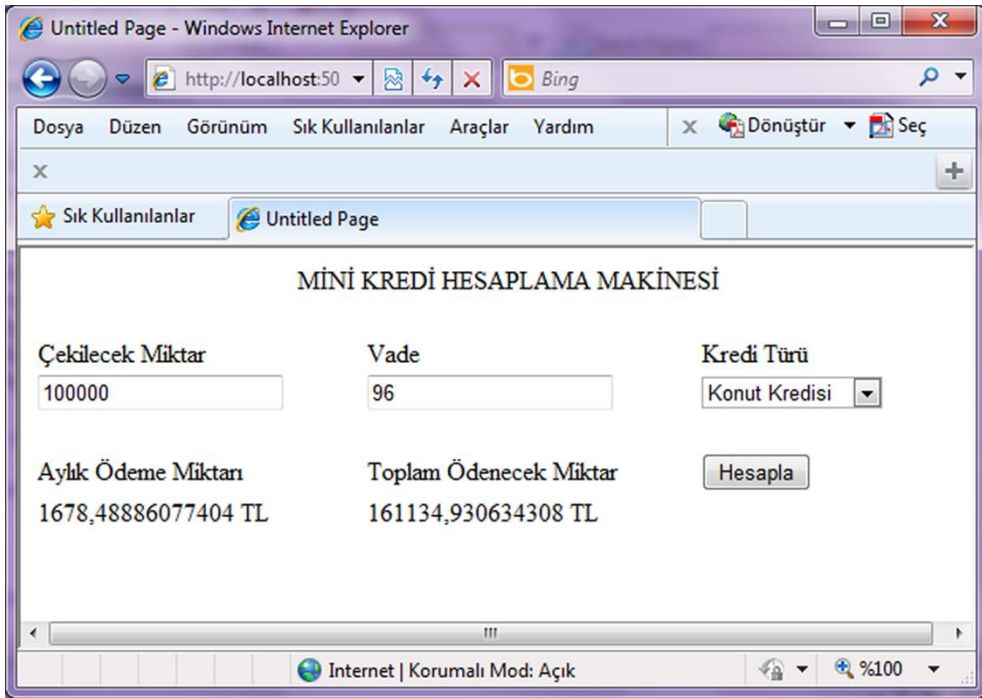 Untitled Page - Windows Internet Explorer
http://localhost:50
Bing
Dosya Düzen Görünüm Sık Kullanılanlar Araçlar Yardım
x Dönüştür Seç
x
Sık Kullanılanlar
Untitled Page
MİNİ KREDİ HESAPLAMA MAKİNESİ
Çekilecek Miktar Vade Kredi Türü
100000 96 Konut Kredisi
Aylık Ödeme Miktarı Toplam Ödenecek Miktar Hesapla
1678,48886077404 TL 161134,930634308 TL
Internet | Korumalı Mod: Açık
%100